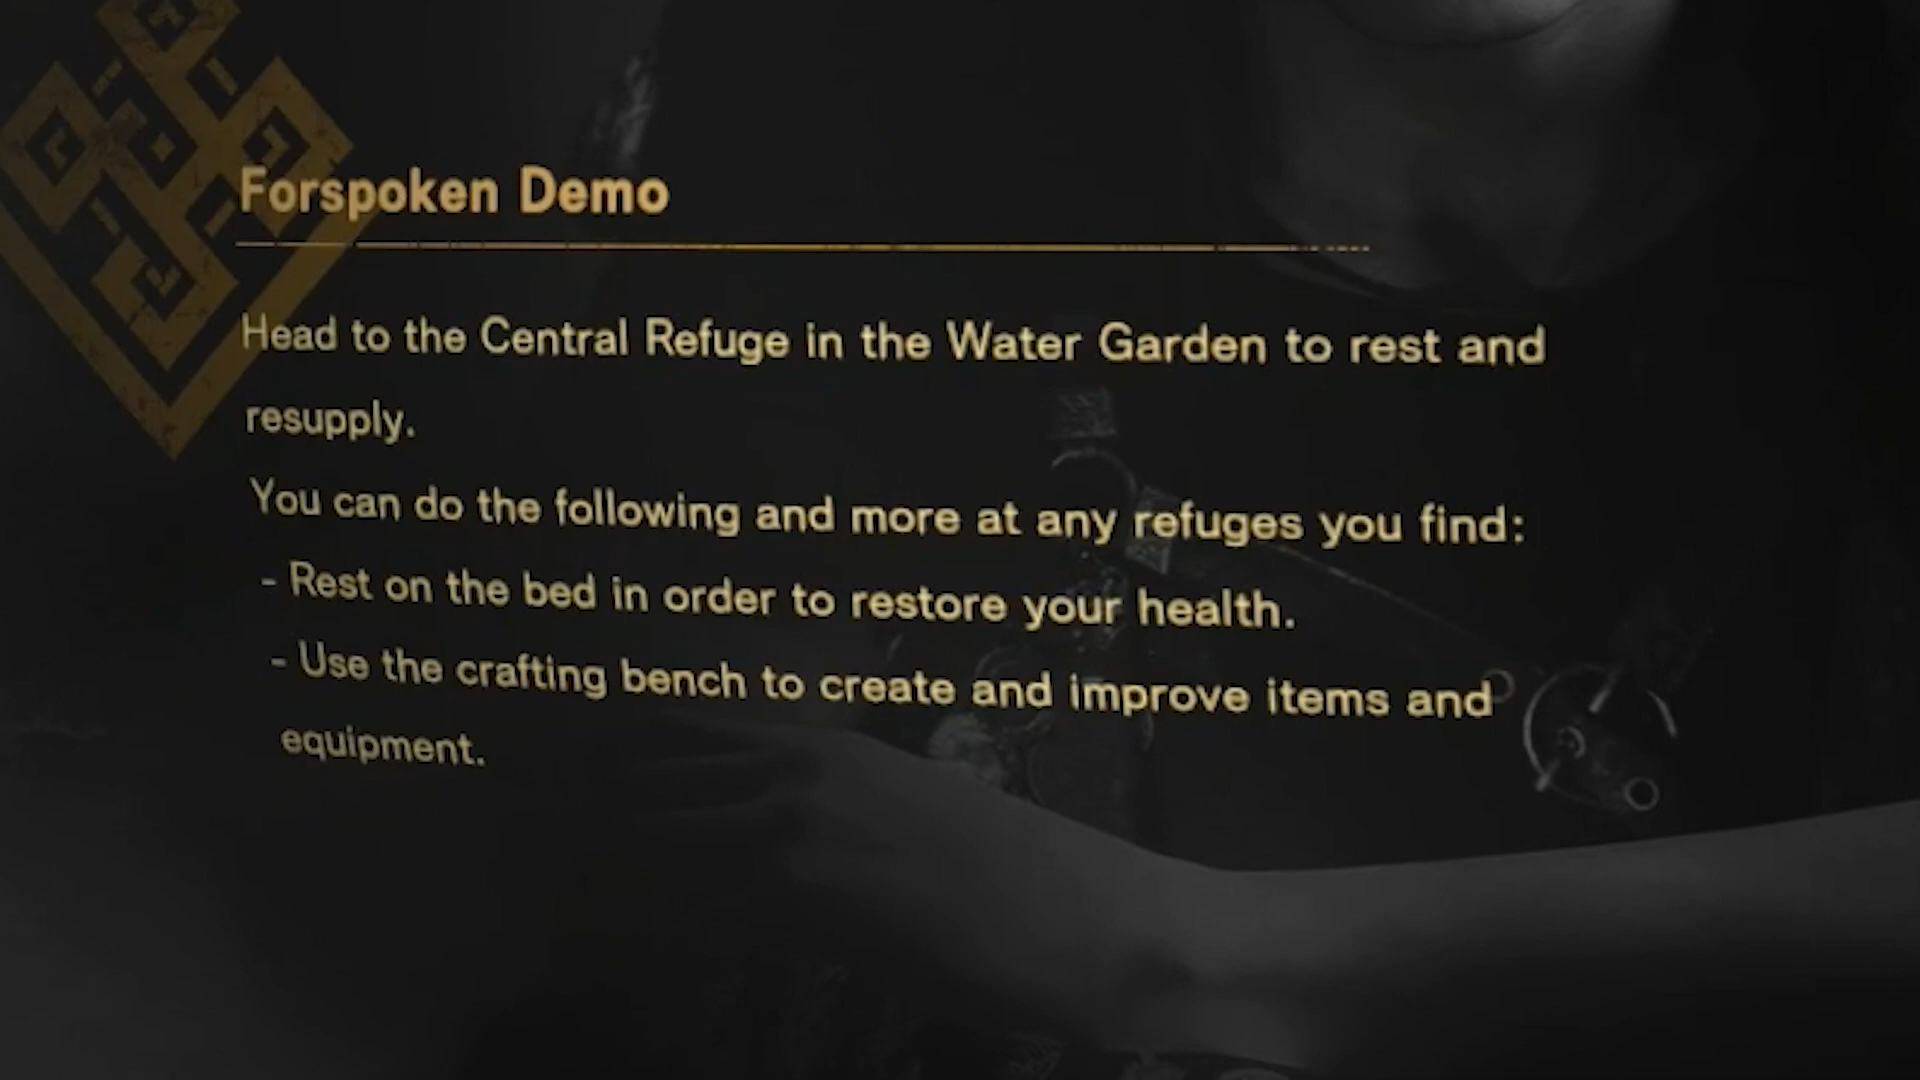 Forspoken Demo
Head to the Central Refuge in the Water Garden to rest and
resupply.
You can do the following and more at any refuges you find:
- Rest on the bed in order to restore your health.
- Use the crafting bench to create and improve items and
equipment.